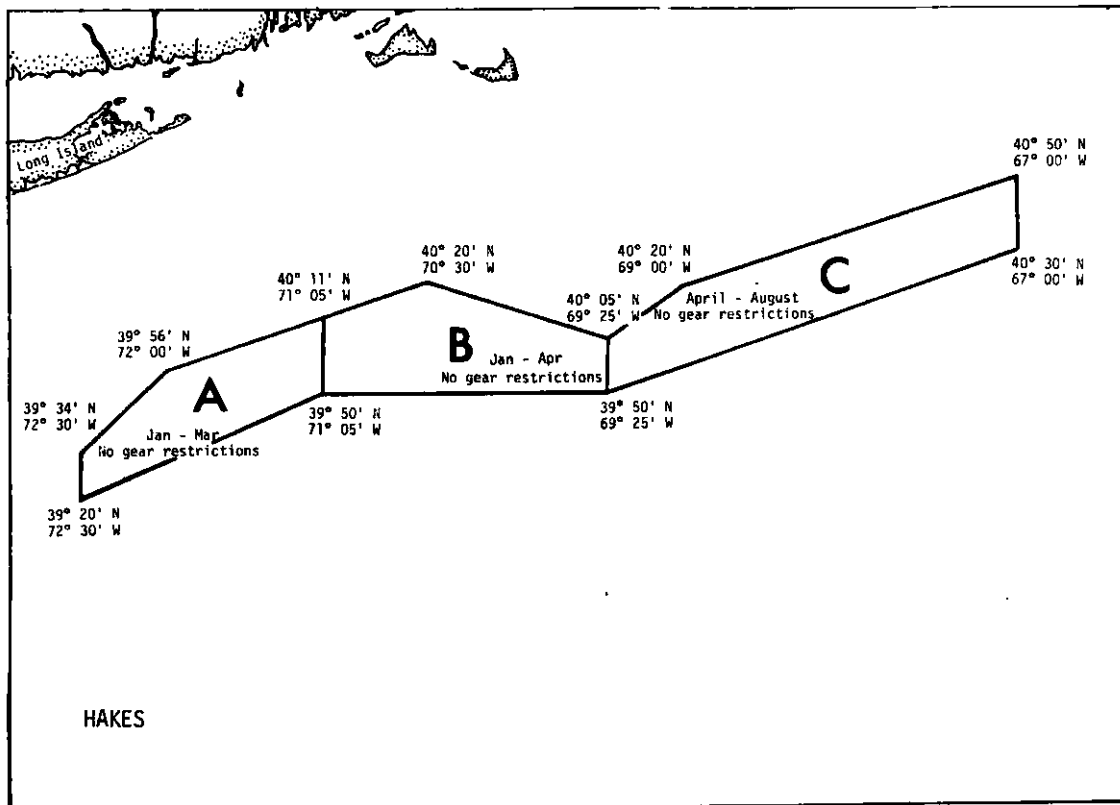 Long Island
40° 50' N
67° 00' W
40° 20' N
70° 30' W
40° 20' N
69° 00' W
40° 30' N
67° 00' W
40° 11' N
71° 05' W
C
40° 05' N
69° 25' W
April - August
No gear restrictions
39° 56' N
72° 00' W
B
Jan - Apr
No gear restrictions
A
39° 34' N
72° 30' W
39° 50' N
71° 05' W
39° 50' N
69° 25' W
Jan - Mar
No gear restrictions
39° 20' N
72° 30' W
HAKES